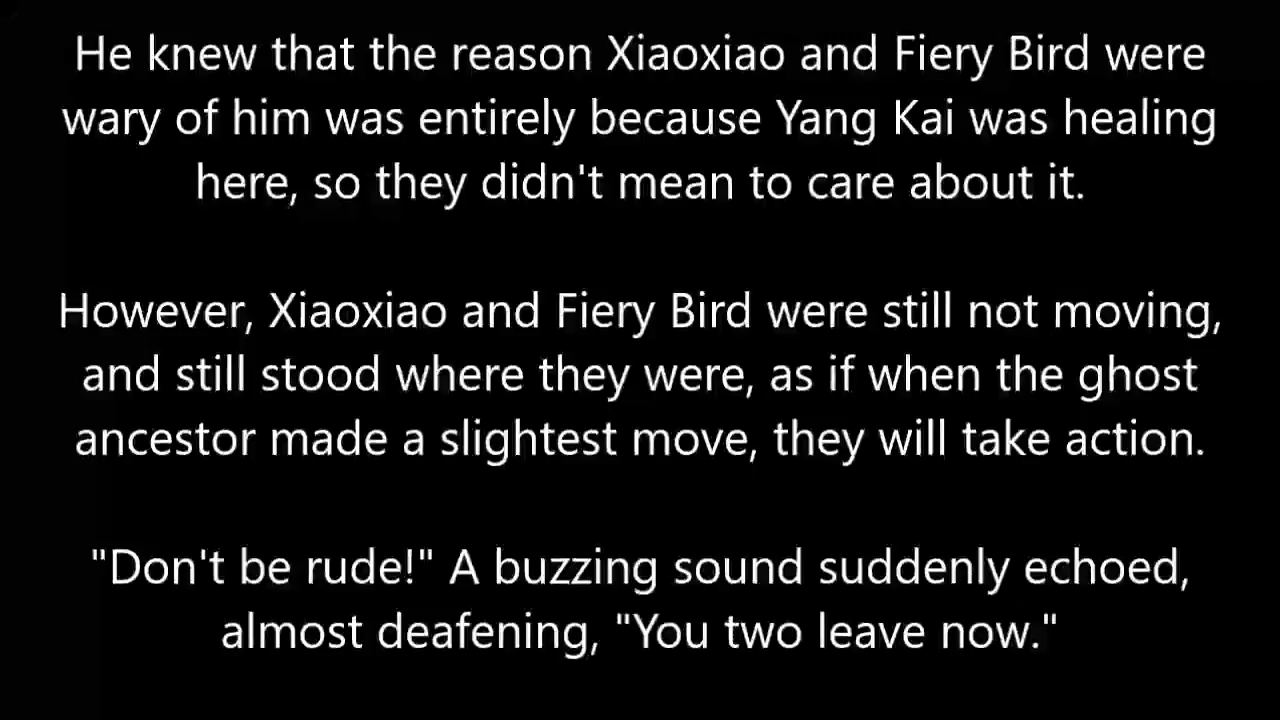 He knew that the reason Xiaoxiao and Fiery Bird were
wary of him was entirely because Yang Kai was healing
here, so they didn't mean to care about it.
However, Xiaoxiao and Fiery Bird were still not moving,
and still stood where they were, as if when the ghost
ancestor made a slightest move, they will take action.
"Don't be rude!" A buzzing sound suddenly echoed,
almost deafening, "You two leave now."